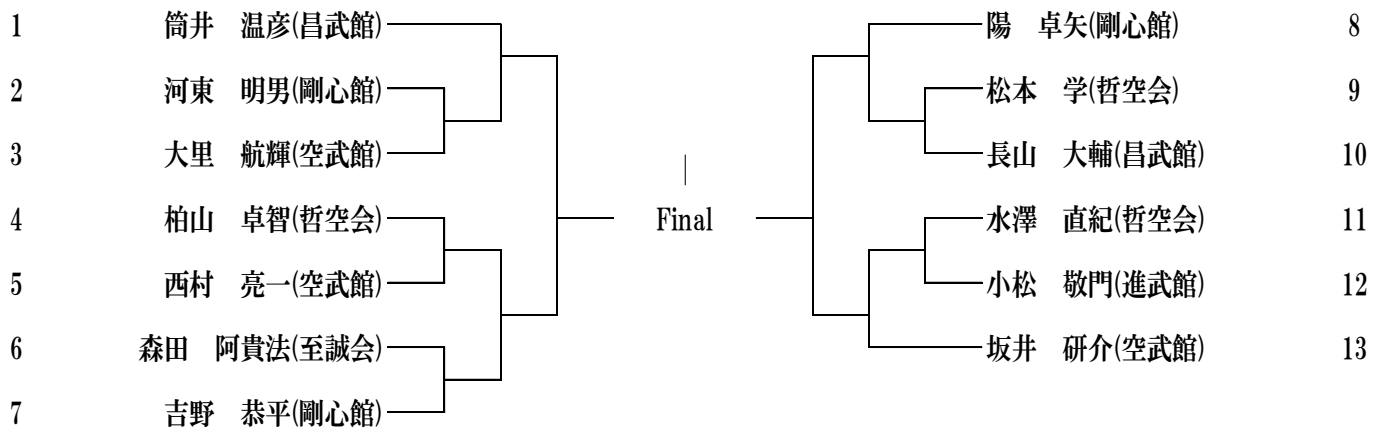 1 筒井 温彦(昌武館) 陽 卓矢(剛心館) 8
2 河東 明男(剛心館) 松本 学(哲空会) 9
3 大里 航輝(空武館) 長山 大輔(昌武館) 10
4 柏山 卓智(哲空会) Final 水澤 直紀(哲空会) 11
5 西村 亮一(空武館) 小松 敬門(進武館) 12
6 森田 阿貴法(至誠会) 坂井 研介(空武館) 13
7 吉野 恭平(剛心館)